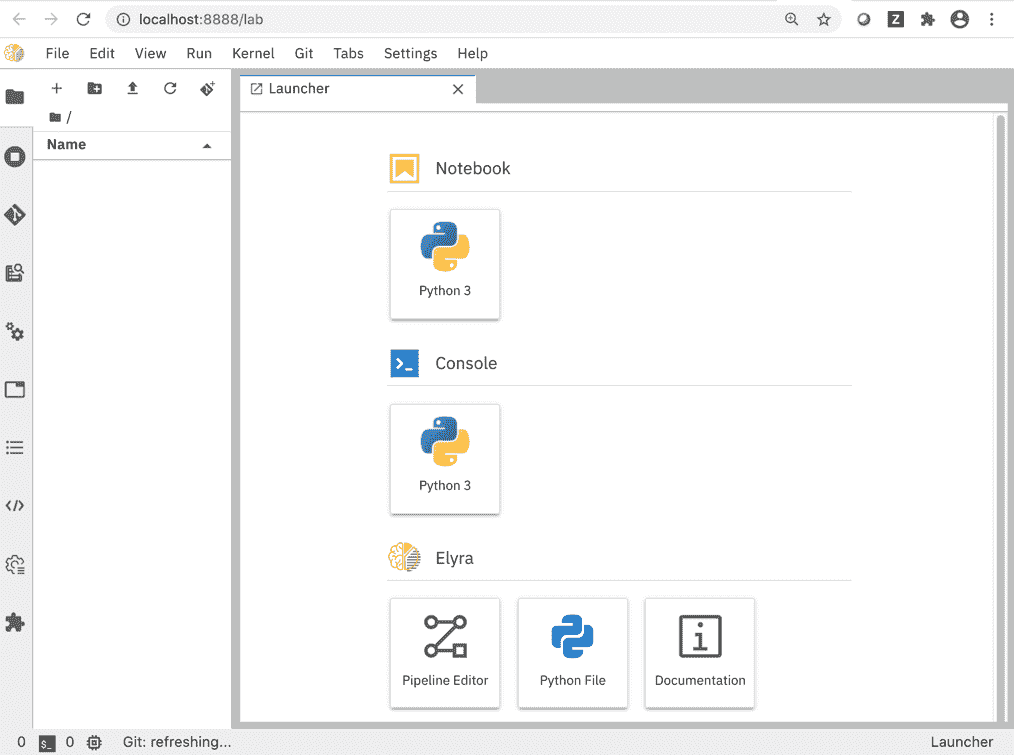 localhost:8888/lab
Z
File Edit View Run Kernel Git Tabs Settings Help
Launcher
/
Name
Notebook
Python 3
Console
Python 3
Elyra
Pipeline Editor Python File Documentation
0 $_ 0 Git: refreshing... Launcher